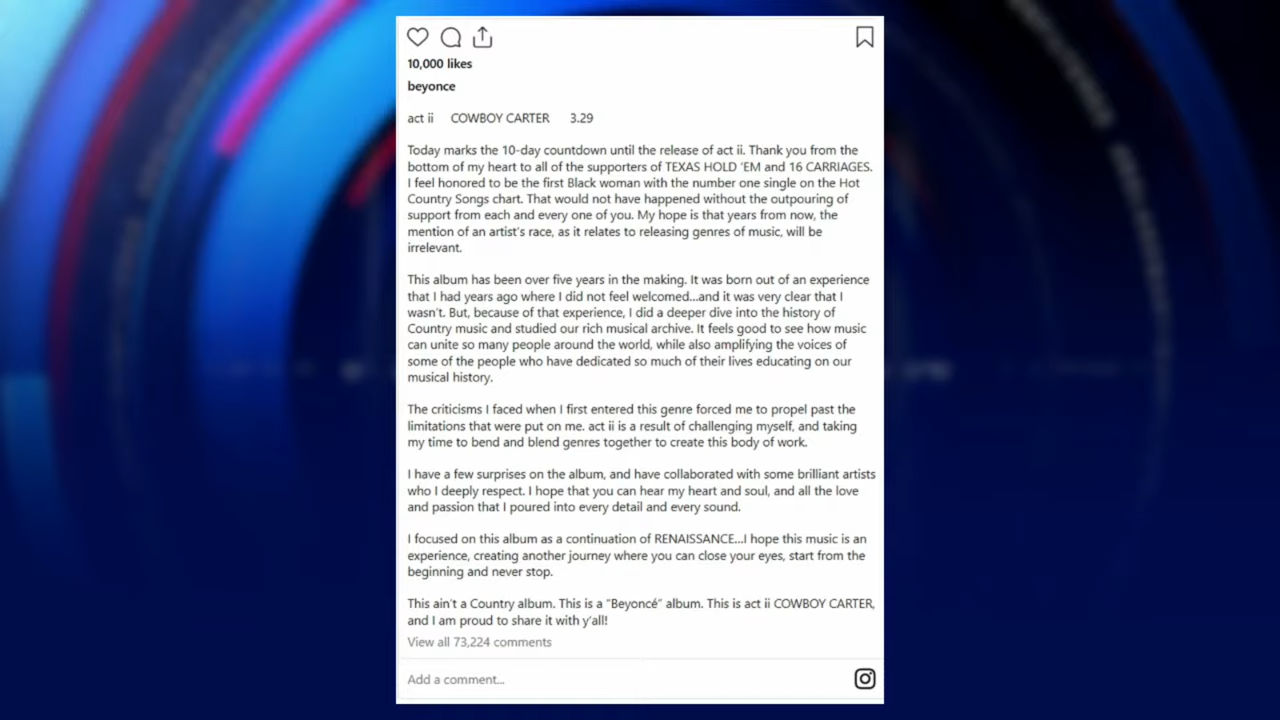 10,000 likes
beyonce
act ii COWBOY CARTER 3.29
Today marks the 10-day countdown until the release of act ii. Thank you from the
bottom of my heart to all of the supporters of TEXAS HOLD 'EM and 16 CARRIAGES.
I feel honored to be the first Black woman with the number one single on the Hot
Country Songs chart. That would not have happened without the outpouring of
support from each and every one of you. My hope is that years from now, the
mention of an artist's race, as it relates to releasing genres of music, will be
irrelevant.
This album has been over five years in the making. It was born out of an experience
that I had years ago where I did not feel welcomed...and it was very clear that I
wasn't. But, because of that experience, I did a deeper dive into the history of
Country music and studied our rich musical archive. It feels good to see how music
can unite so many people around the world, while also amplifying the voices of
some of the people who have dedicated so much of their lives educating on our
musical history.
The criticisms I faced when I first entered this genre forced me to propel past the
limitations that were put on me. act ii is a result of challenging myself, and taking
my time to bend and blend genres together to create this body of work.
I have a few surprises on the album, and have collaborated with some brilliant artists
who I deeply respect. I hope that you can hear my heart and soul, and all the love
and passion that I poured into every detail and every sound.
I focused on this album as a continuation of RENAISSANCE...I hope this music is an
experience, creating another journey where you can close your eyes, start from the
beginning and never stop.
This ain't a Country album. This is a "Beyoncé" album. This is act ii COWBOY CARTER,
and I am proud to share it with y'all!
View all 73,224 comments
Add a comment...